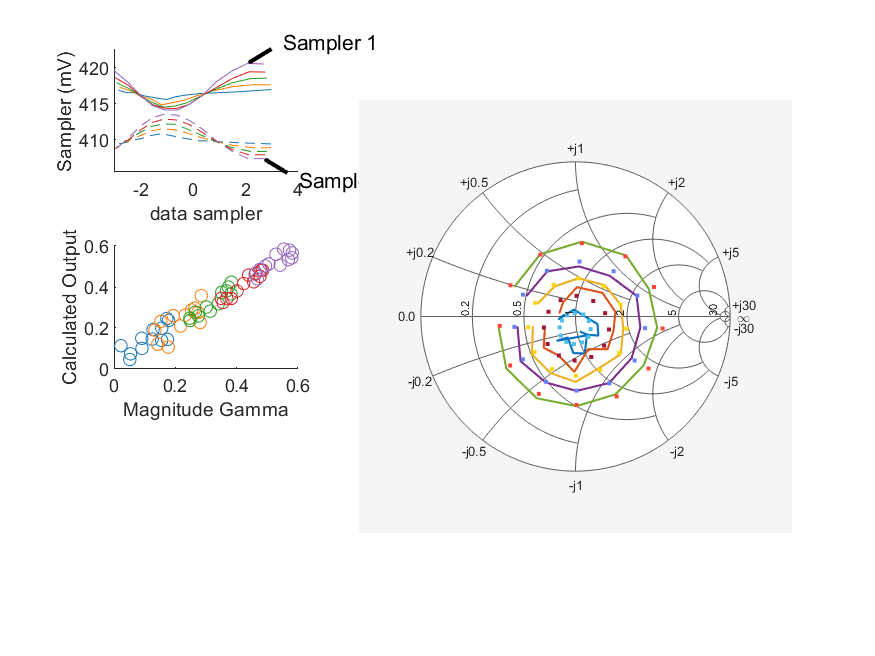 Sampler 1
Sampler (mV)
420
415
410
-2
0
2
4
data sampler
Calculated Output
0.6
0.4
0.2
0
0
0.2
0.4
0.6
Magnitude Gamma
+j1
+j0.5
+j2
+j0.2
+j5
0.0
0.2
0.5
1
2
5
30
+j30
∞
-j30
-j0.2
-j5
-j0.5
-j2
-j1